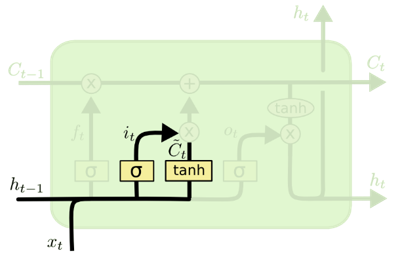 h_t
C_{t-1} × + C_t
tanh
f_t i_t × o_t ×
C̃_t
σ σ tanh σ
h_{t-1} h_t
x_t